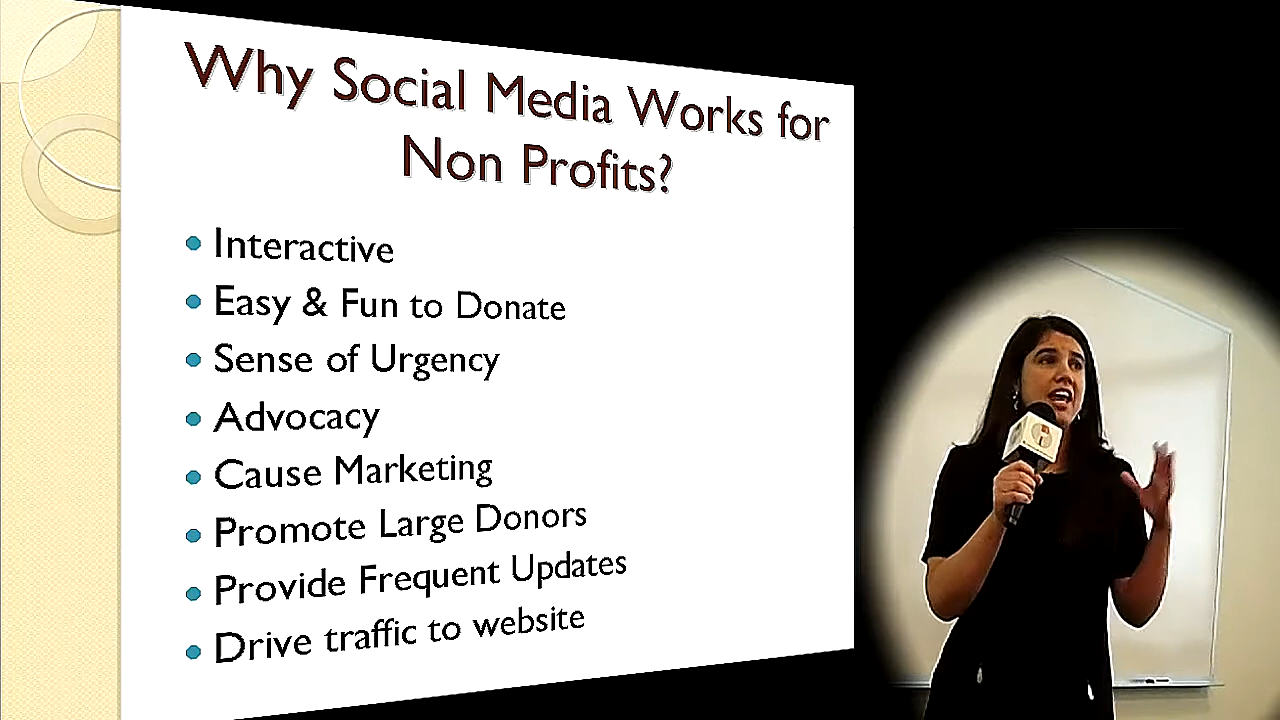 Why Social Media Works for
Non Profits?
Interactive
Easy & Fun to Donate
Sense of Urgency
Advocacy
Cause Marketing
Promote Large Donors
Provide Frequent Updates
Drive traffic to website